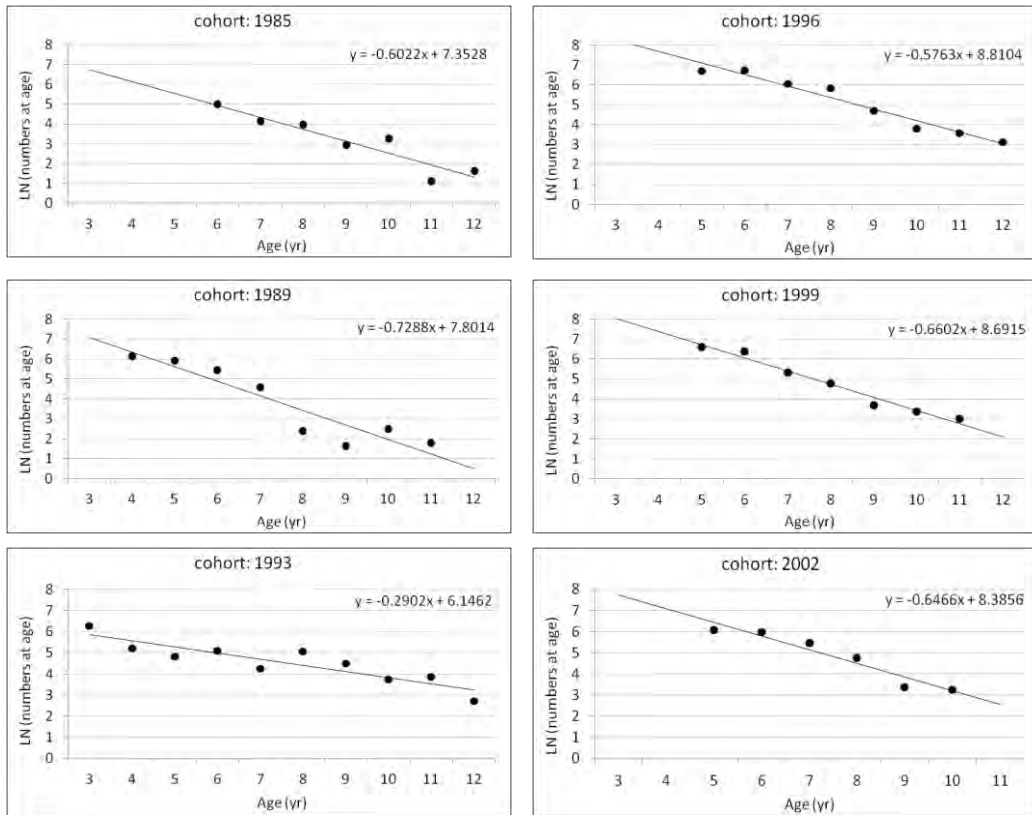 cohort: 1985
y = -0.6022x + 7.3528
LN (numbers at age)
8
7
6
5
4
3
2
1
0
3 4 5 6 7 8 9 10 11 12
Age (yr)
cohort: 1996
y = -0.5763x + 8.8104
LN (numbers at age)
8
7
6
5
4
3
2
1
0
3 4 5 6 7 8 9 10 11 12
Age (yr)
cohort: 1989
y = -0.7288x + 7.8014
LN (numbers at age)
8
7
6
5
4
3
2
1
0
3 4 5 6 7 8 9 10 11 12
Age (yr)
cohort: 1999
y = -0.6602x + 8.6915
LN (numbers at age)
8
7
6
5
4
3
2
1
0
3 4 5 6 7 8 9 10 11 12
Age (yr)
cohort: 1993
y = -0.2902x + 6.1462
LN (numbers at age)
8
7
6
5
4
3
2
1
0
3 4 5 6 7 8 9 10 11 12
Age (yr)
cohort: 2002
y = -0.6466x + 8.3856
LN (numbers at age)
8
7
6
5
4
3
2
1
0
3 4 5 6 7 8 9 10 11
Age (yr)